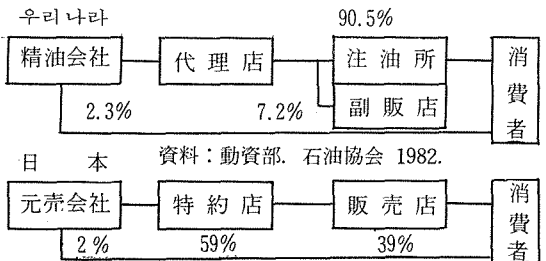 우리나라 90.5%
精油会社 代理店 注油所 消費者
副販店
2.3% 7.2%
日本 資料：動資部. 石油協会 1982.
元売会社 特約店 販売店 消費者
2% 59% 39%